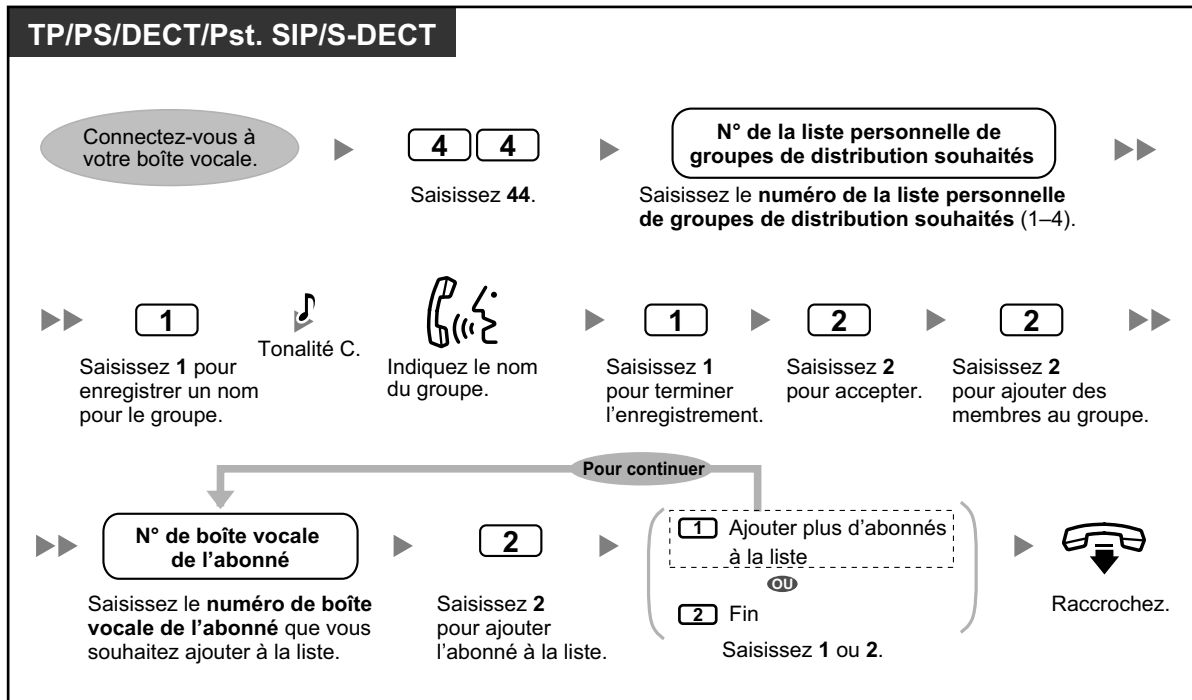 TP/PS/DECT/Pst. SIP/S-DECT
Connectez-vous à
votre boîte vocale.
4 4
Saisissez 44.
N° de la liste personnelle de
groupes de distribution souhaités
Saisissez le numéro de la liste personnelle
de groupes de distribution souhaités (1–4).
1
Saisissez 1 pour
enregistrer un nom
pour le groupe.
Tonalité C.
Indiquez le nom
du groupe.
1
Saisissez 1
pour terminer
l’enregistrement.
2
Saisissez 2
pour accepter.
2
Saisissez 2
pour ajouter des
membres au groupe.
Pour continuer
N° de boîte vocale
de l’abonné
Saisissez le numéro de boîte
vocale de l’abonné que vous
souhaitez ajouter à la liste.
2
Saisissez 2
pour ajouter
l’abonné à la liste.
1 Ajouter plus d’abonnés
à la liste
OU
2 Fin
Saisissez 1 ou 2.
Raccrochez.